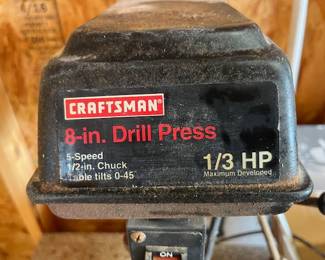 CRAFTSMAN
8-in. Drill Press
5-Speed
1/2-in. Chuck
Table tilts 0-45°
1/3 HP
Maximum Developed
ON